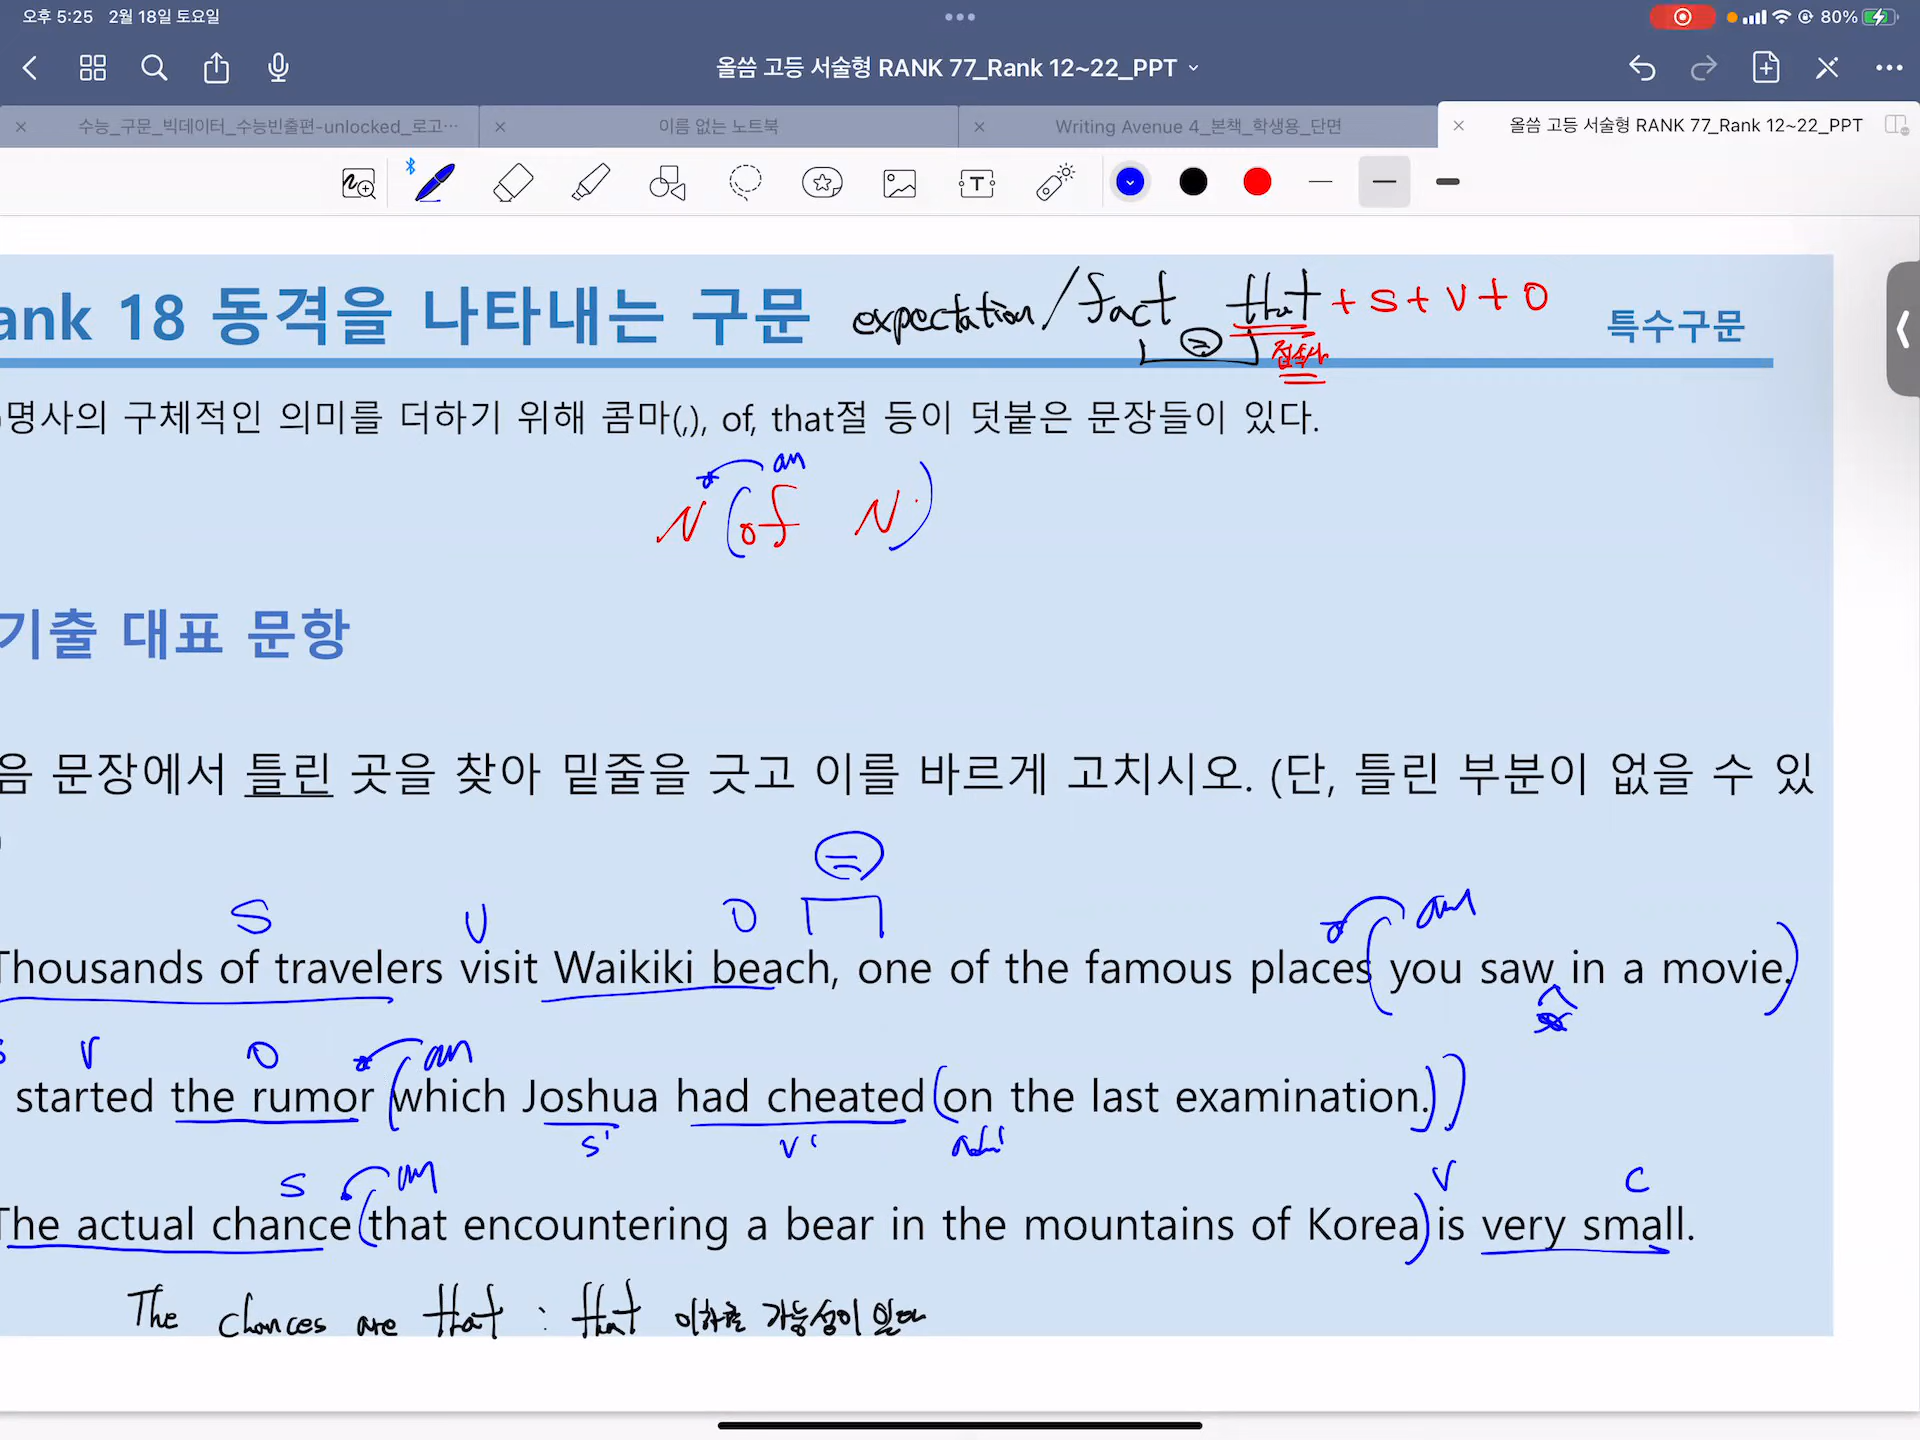 오후 5:25 2월 18일 토요일
80%
올씀 고등 서술형 RANK 77_Rank 12~22_PPT
수능_구문_빅데이터_수능빈출편-unlocked_로고…
이름 없는 노트북
Writing Avenue 4_본책_학생용_단면
올씀 고등 서술형 RANK 77_Rank 12~22_PPT
ank 18 동격을 나타내는 구문 expectation / fact that + S + V + O
=
접속사
특수구문
명사의 구체적인 의미를 더하기 위해 콤마(,), of, that절 등이 덧붙은 문장들이 있다.
N (of N)
기출 대표 문항
음 문장에서 틀린 곳을 찾아 밑줄을 긋고 이를 바르게 고치시오. (단, 틀린 부분이 없을 수 있
=
S V O
Thousands of travelers visit Waikiki beach, one of the famous places (you saw in a movie.)
V O
started the rumor (which Joshua had cheated (on the last examination.))
S' V'
S V C
The actual chance (that encountering a bear in the mountains of Korea) is very small.
The chances are that : that 이하할 가능성이 있다